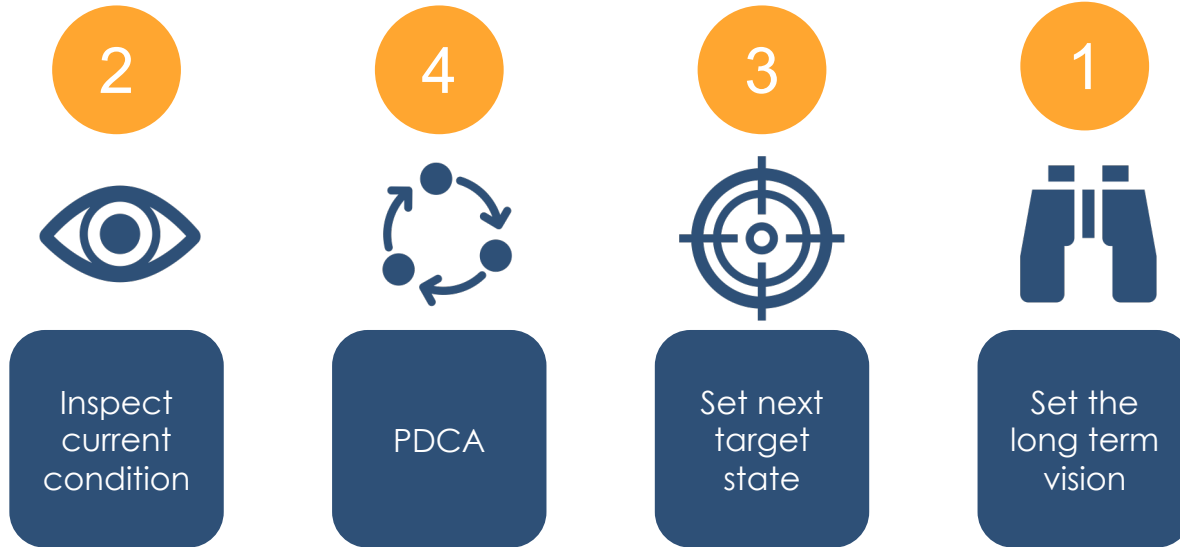 2
Inspect
current
condition
4
PDCA
3
Set next
target
state
1
Set the
long term
vision